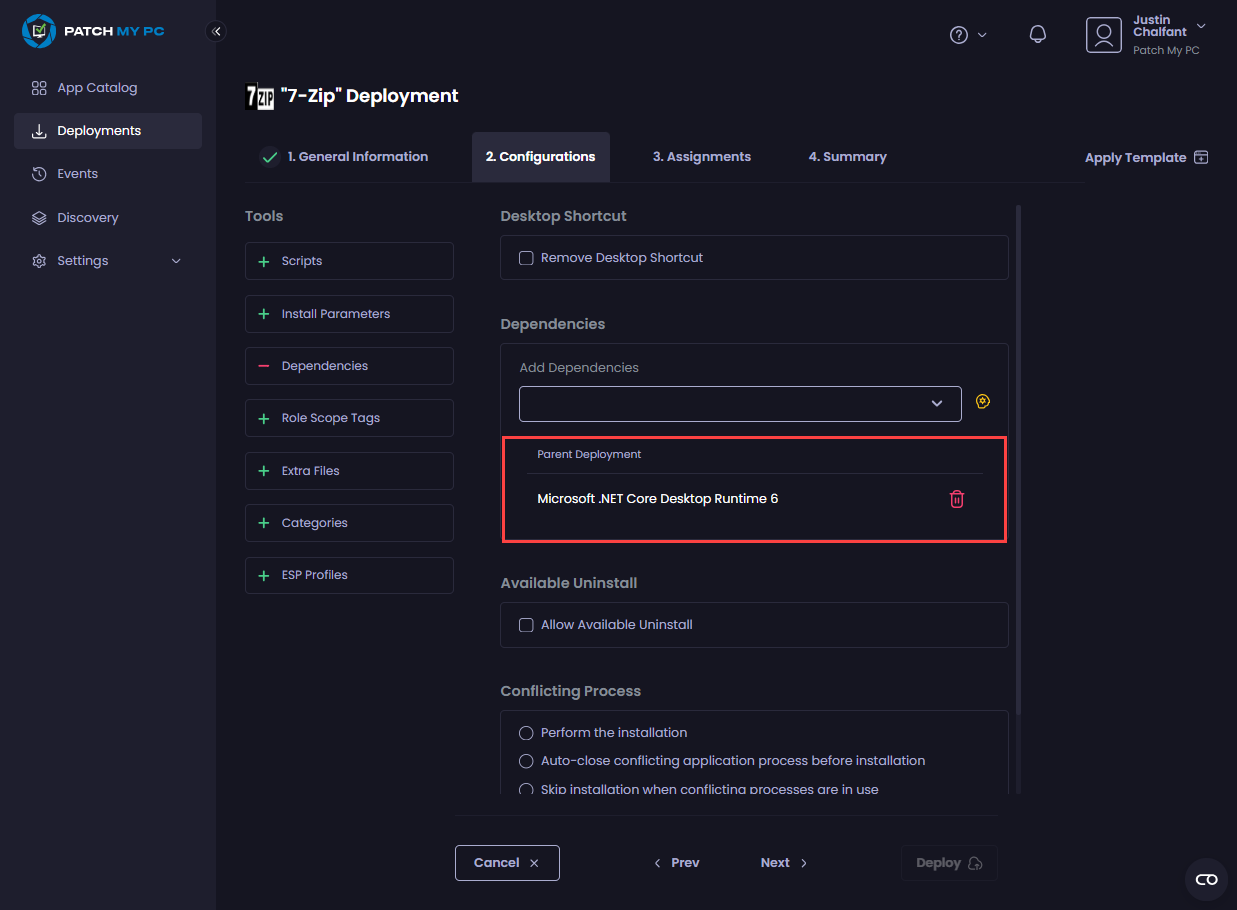 PATCH MY PC
Justin
Chalfant
Patch My PC
App Catalog
Deployments
Events
Discovery
Settings
7 ZIP "7-Zip" Deployment
1. General Information
2. Configurations
3. Assignments
4. Summary
Apply Template
Tools
Scripts
Install Parameters
Dependencies
Role Scope Tags
Extra Files
Categories
ESP Profiles
Desktop Shortcut
Remove Desktop Shortcut
Dependencies
Add Dependencies
Parent Deployment
Microsoft .NET Core Desktop Runtime 6
Available Uninstall
Allow Available Uninstall
Conflicting Process
Perform the installation
Auto-close conflicting application process before installation
Skip installation when conflicting processes are in use
Cancel
Prev
Next
Deploy